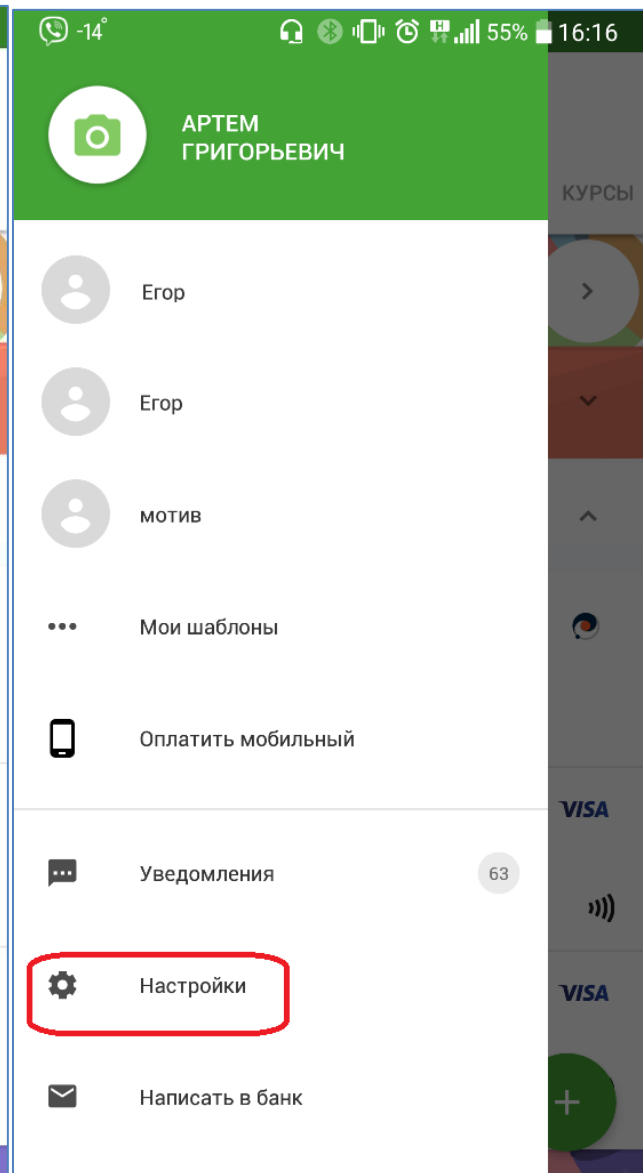 -14° 55% 16:16
АРТЕМ
ГРИГОРЬЕВИЧ
КУРСЫ
Егор
Егор
мотив
Мои шаблоны
Оплатить мобильный
VISA
Уведомления 63
Настройки
VISA
Написать в банк